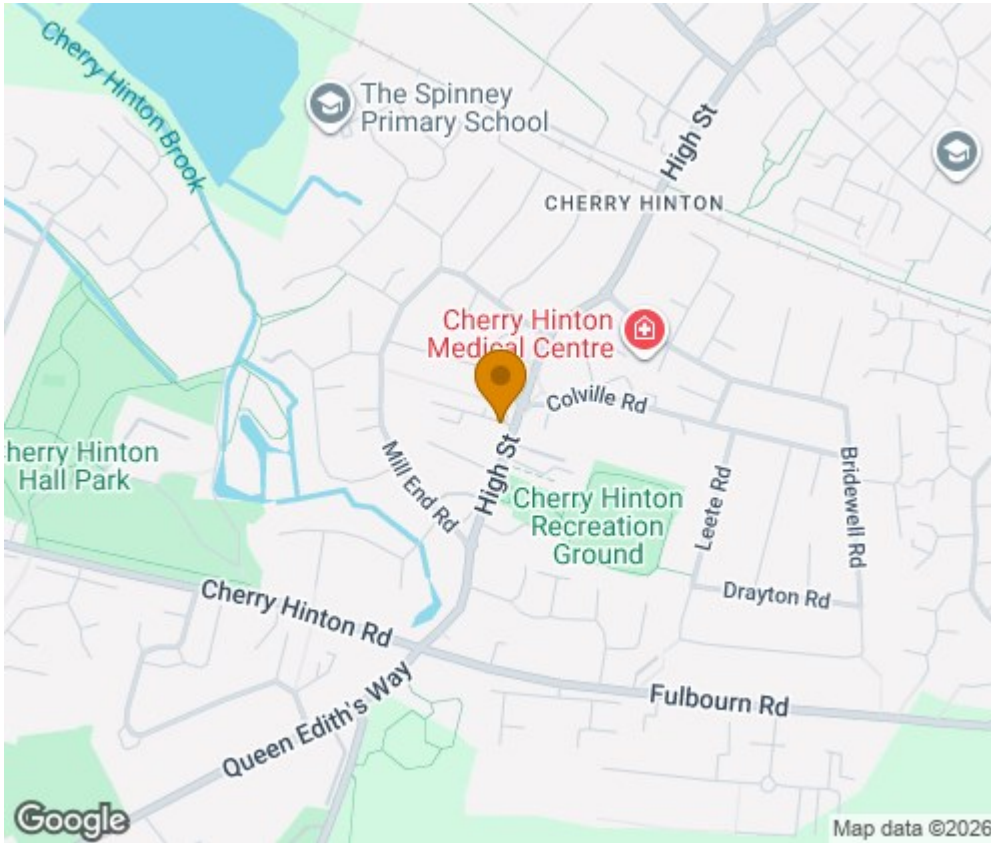 Cherry Hinton Brook
The Spinney
Primary School
High St
CHERRY HINTON
Cherry Hinton
Medical Centre
Colville Rd
herry Hinton
Hall Park
Mill End Rd
High St
Cherry Hinton
Recreation
Ground
Leete Rd
Bridewell Rd
Drayton Rd
Cherry Hinton Rd
Queen Edith's Way
Fulbourn Rd
Google
Map data ©2026